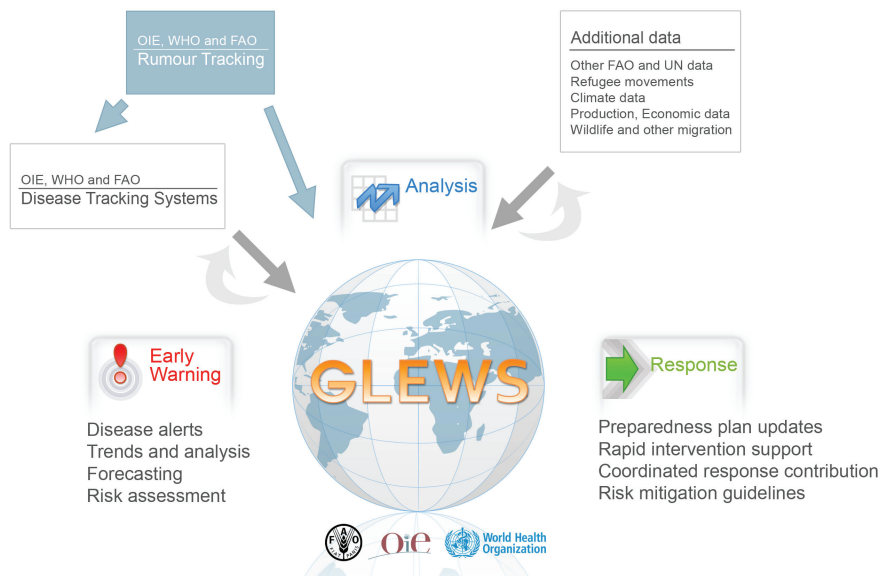 OIE, WHO and FAO
Rumour Tracking
Additional data
Other FAO and UN data
Refugee movements
Climate data
Production, Economic data
Wildlife and other migration
OIE, WHO and FAO
Disease Tracking Systems
Analysis
Early
Warning
Disease alerts
Trends and analysis
Forecasting
Risk assessment
GLEWS
Response
Preparedness plan updates
Rapid intervention support
Coordinated response contribution
Risk mitigation guidelines
F A O
FIAT PANIS
OiE
World Health
Organization